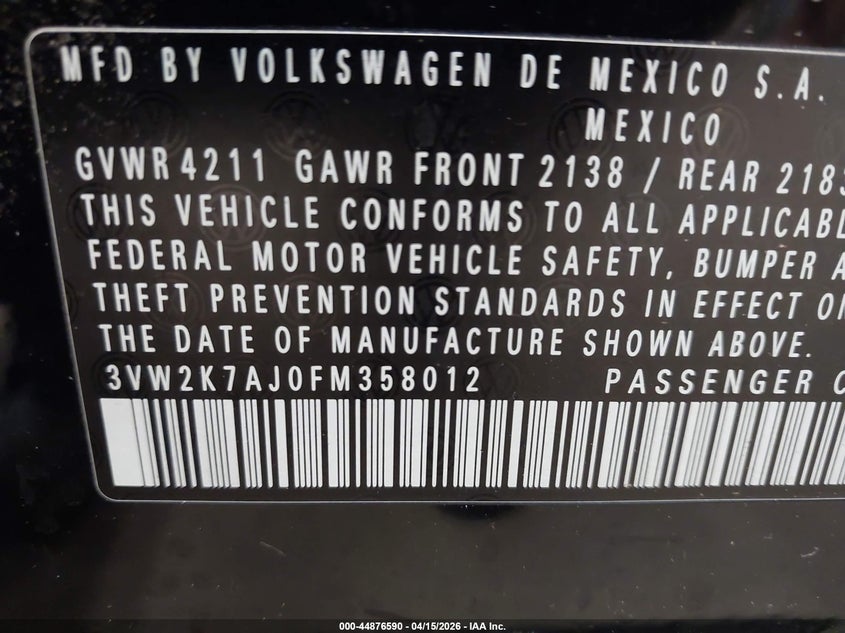 MFD BY VOLKSWAGEN DE MEXICO S.A.
MEXICO
GVWR 4211 GAWR FRONT 2138 / REAR 218
THIS VEHICLE CONFORMS TO ALL APPLICABL
FEDERAL MOTOR VEHICLE SAFETY, BUMPER A
THEFT PREVENTION STANDARDS IN EFFECT O
THE DATE OF MANUFACTURE SHOWN ABOVE.
3VW2K7AJ0FM358012 PASSENGER C
000-44876590 - 04/15/2026 - IAA Inc.